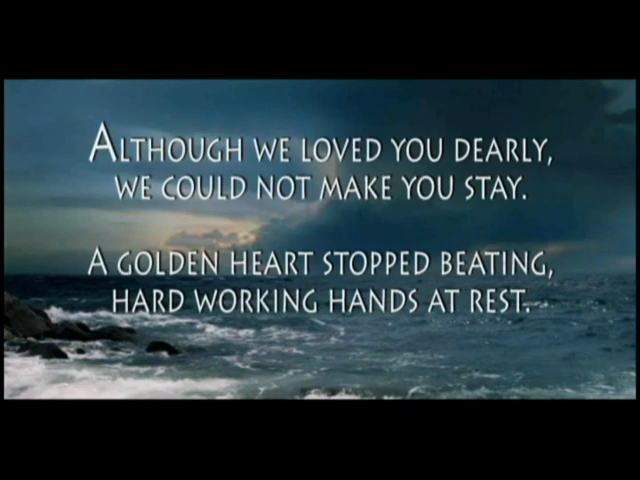 ALTHOUGH WE LOVED YOU DEARLY,
WE COULD NOT MAKE YOU STAY.
A GOLDEN HEART STOPPED BEATING,
HARD WORKING HANDS AT REST.